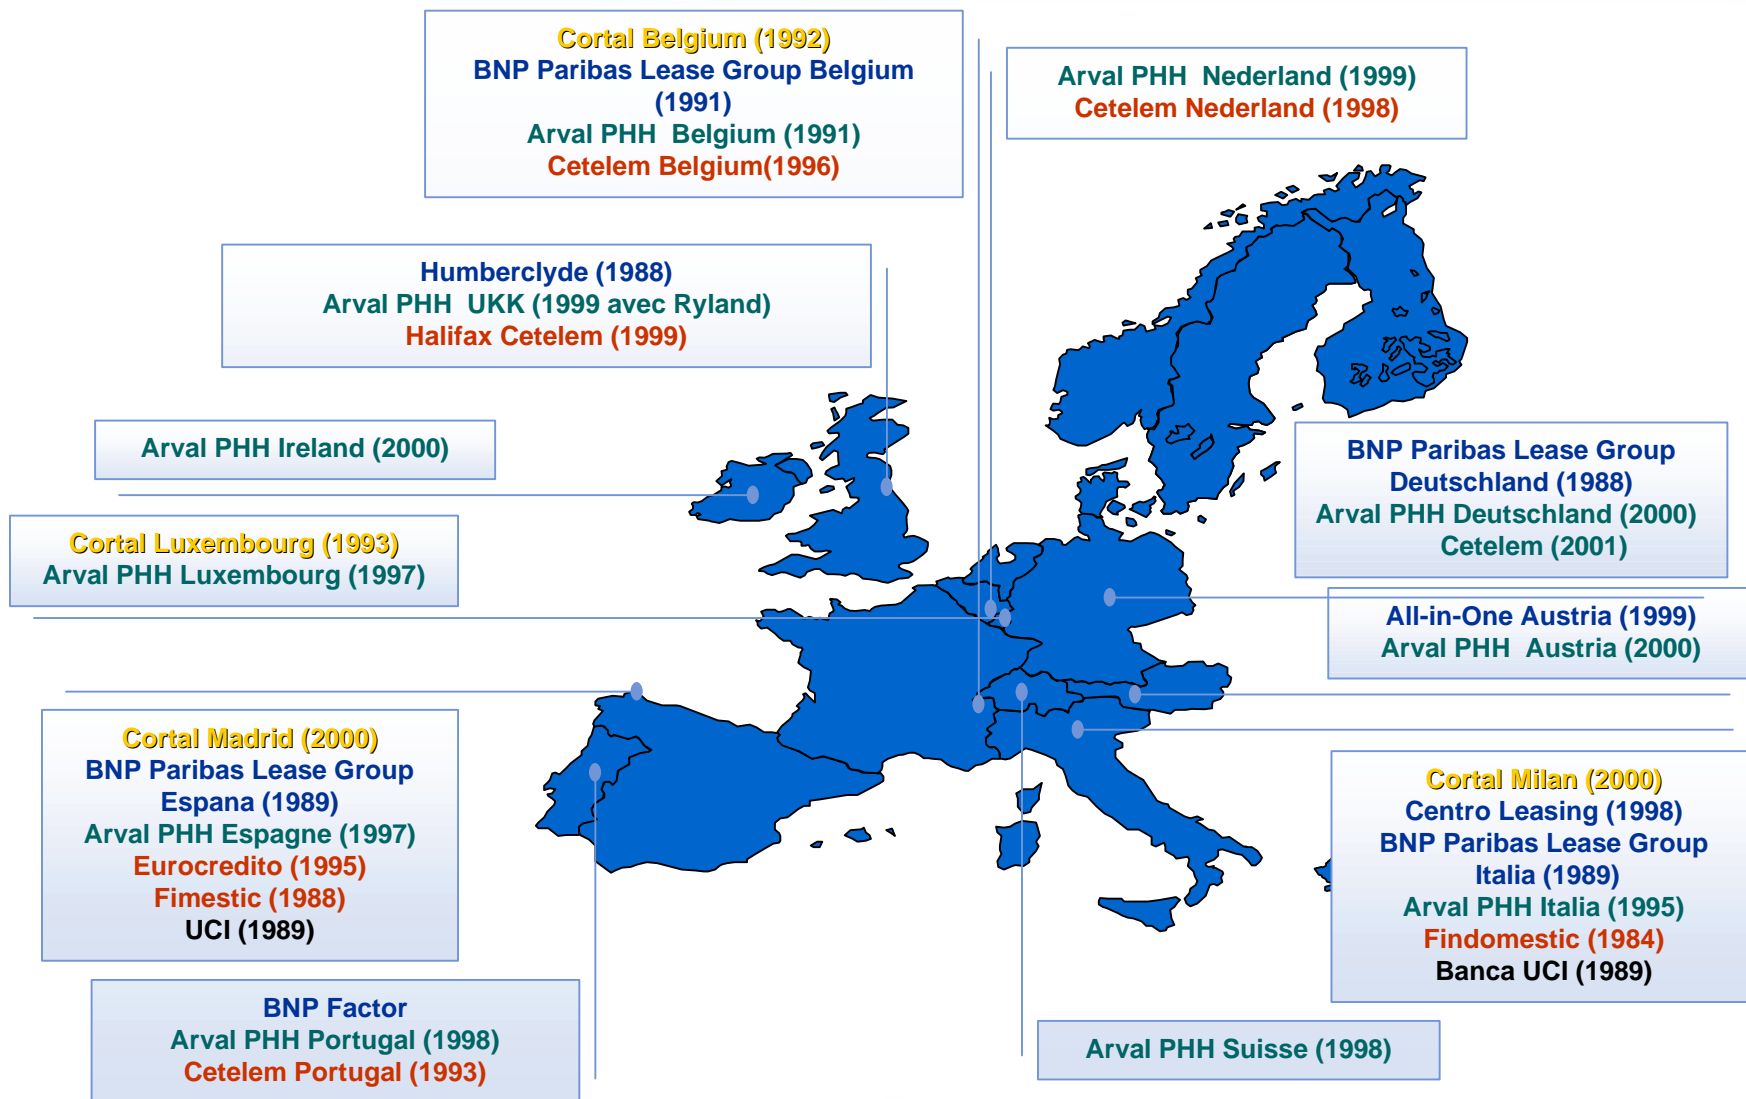 Cortal Belgium (1992)
BNP Paribas Lease Group Belgium
(1991)
Arval PHH Belgium (1991)
Cetelem Belgium(1996)
Arval PHH Nederland (1999)
Cetelem Nederland (1998)
Humberclyde (1988)
Arval PHH UKK (1999 avec Ryland)
Halifax Cetelem (1999)
Arval PHH Ireland (2000)
BNP Paribas Lease Group
Deutschland (1988)
Arval PHH Deutschland (2000)
Cetelem (2001)
Cortal Luxembourg (1993)
Arval PHH Luxembourg (1997)
All-in-One Austria (1999)
Arval PHH Austria (2000)
Cortal Madrid (2000)
BNP Paribas Lease Group
Espana (1989)
Arval PHH Espagne (1997)
Eurocredito (1995)
Fimestic (1988)
UCI (1989)
Cortal Milan (2000)
Centro Leasing (1998)
BNP Paribas Lease Group
Italia (1989)
Arval PHH Italia (1995)
Findomestic (1984)
Banca UCI (1989)
BNP Factor
Arval PHH Portugal (1998)
Cetelem Portugal (1993)
Arval PHH Suisse (1998)